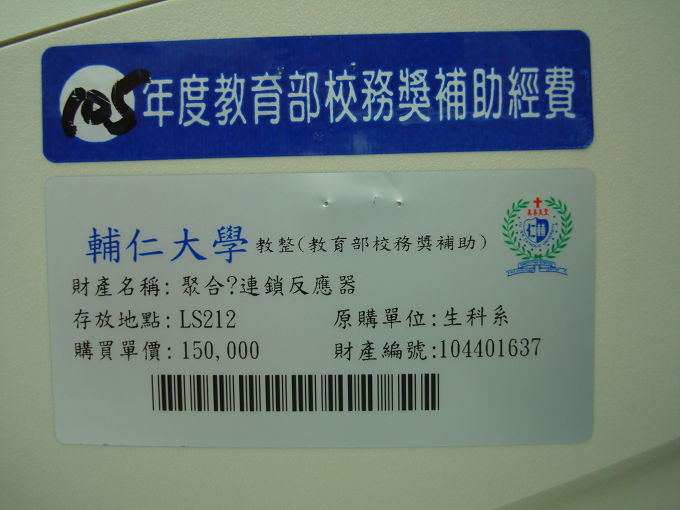 105年度教育部校務獎補助經費
輔仁大學 教整(教育部校務獎補助)
財產名稱: 聚合?連鎖反應器
存放地點: LS212 原購單位: 生科系
購買單價: 150,000 財產編號:104401637